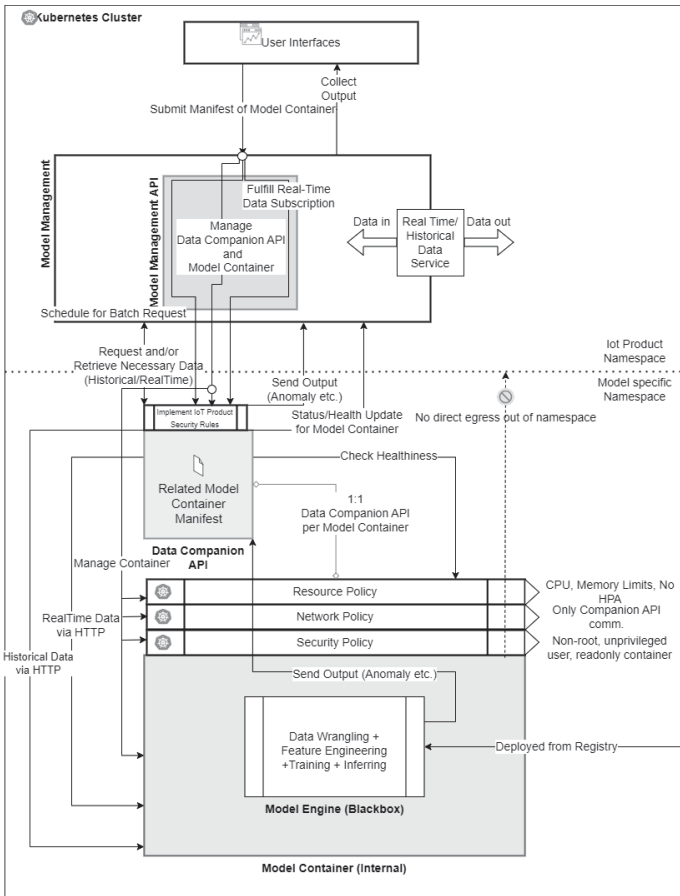 Kubernetes Cluster
User Interfaces
Collect
Output
Submit Manifest of Model Container
Model Management
Model Management API
Fulfill Real-Time
Data Subscription
Manage
Data Companion API
and
Model Container
Data in
Real Time/
Historical
Data
Service
Data out
Schedule for Batch Request
Request and/or
Retrieve Necessary Data
(Historical/RealTime)
Iot Product
Namespace
Model specific
Namespace
Send Output
(Anomaly etc.)
Status/Health Update
for Model Container
No direct egress out of namespace
Implement IoT Product
Security Rules
Check Healthiness
Related Model
Container
Manifest
1:1
Data Companion API
per Model Container
Data Companion
API
Manage Container
Resource Policy
CPU, Memory Limits, No
HPA
RealTime Data
via HTTP
Network Policy
Only Companion API
comm.
Security Policy
Non-root, unprivileged
user, readonly container
Historical Data
via HTTP
Send Output (Anomaly etc.)
Data Wrangling +
Feature Engineering
+Training + Inferring
Deployed from Registry
Model Engine (Blackbox)
Model Container (Internal)